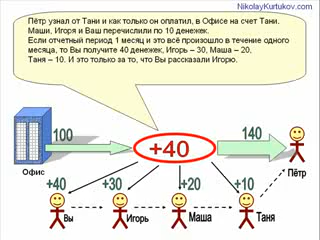 NikolayKurtukov.com
Пётр узнал от Тани и как только он оплатил, в Офисе на счет Тани.
Маши, Игоря и Ваш перечислили по 10 денежек.
Если отчетный период 1 месяц и это всё произошло в течение одного
месяца, то Вы получите 40 денежек, Игорь – 30, Маша – 20.
Таня – 10. И это только за то, что Вы рассказали Игорю.
100
+40
140
Офис
Пётр
+40
+30
+20
+10
Вы
Игорь
Маша
Таня